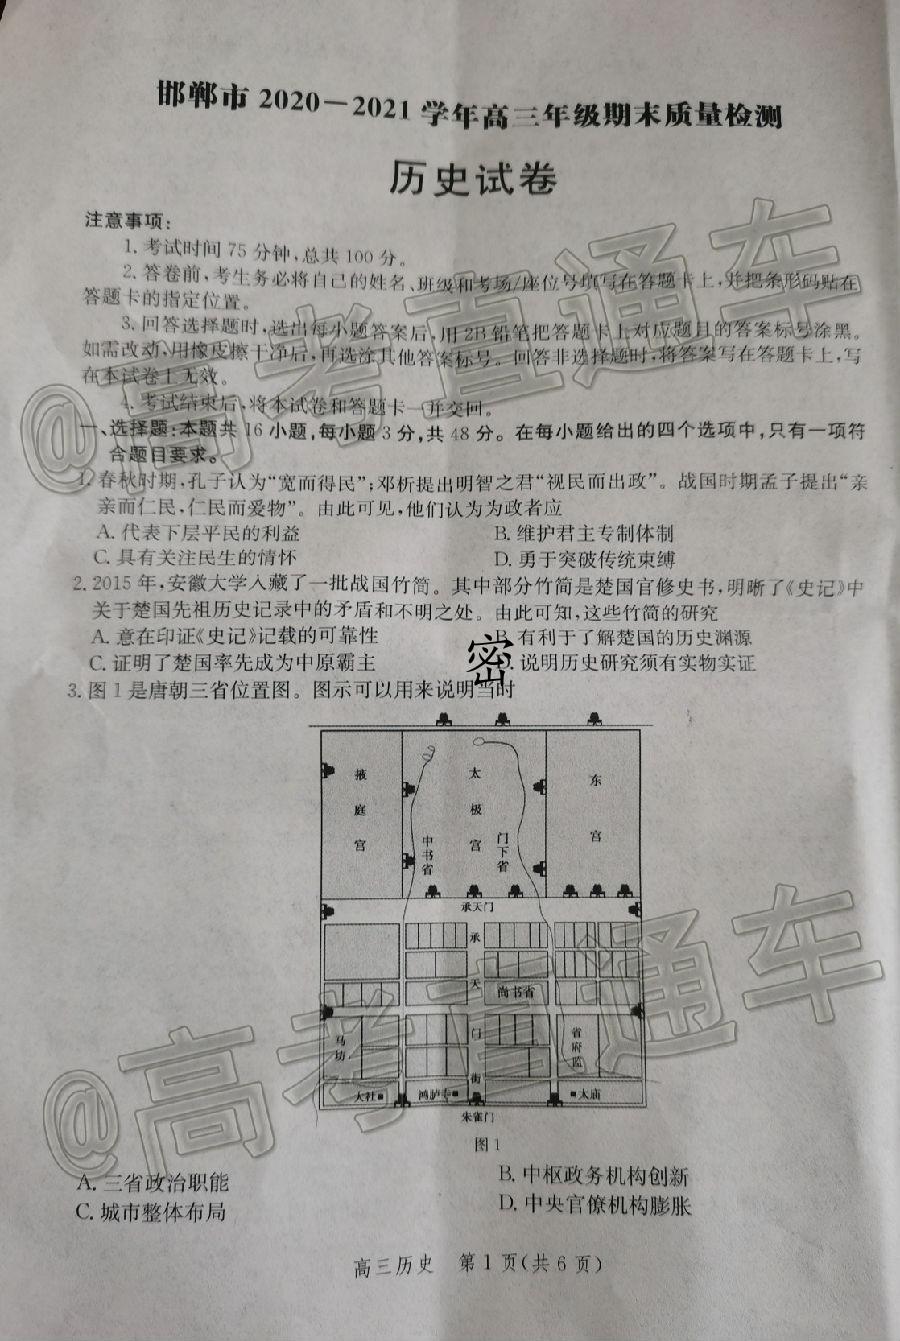 邯郸市2020—2021学年高三年级期末质量检测
历史试卷
注意事项：
1.考试时间75分钟，总共100分。
2.答卷前，考生务必将自己的姓名、班级和考场/座位号填写在答题卡上，并把条形码贴在
答题卡的指定位置。
3.回答选择题时，选出每小题答案后，用2B铅笔把答题卡上对应题目的答案标号涂黑。
如需改动，用橡皮擦干净后，再选涂其他答案标号。回答非选择题时，将答案写在答题卡上，写
在本试卷上无效。
4.考试结束后，将本试卷和答题卡一并交回。
一、选择题：本题共16小题，每小题3分，共48分。在每小题给出的四个选项中，只有一项符
合题目要求。
1.春秋时期，孔子认为“宽而得民”；邓析提出明智之君“视民而出政”。战国时期孟子提出“亲
亲而仁民，仁民而爱物”。由此可见，他们认为为政者应
A.代表下层平民的利益 B.维护君主专制体制
C.具有关注民生的情怀 D.勇于突破传统束缚
2.2015年，安徽大学入藏了一批战国竹简。其中部分竹简是楚国官修史书，明晰了《史记》中
关于楚国先祖历史记录中的矛盾和不明之处。由此可知，这些竹简的研究
A.意在印证《史记》记载的可靠性 B.有利于了解楚国的历史渊源
C.证明了楚国率先成为中原霸主 密 .说明历史研究须有实物实证
3.图1是唐朝三省位置图。图示可以用来说明当时
掖庭宫
太极宫
东宫
中书省
门下省
承天门
承天门街
尚书省
马坊
省府监
大社
鸿胪寺
太庙
朱雀门
图1
A.三省政治职能 B.中枢政务机构创新
C.城市整体布局 D.中央官僚机构膨胀
高三历史 第1页(共6页)
@高考直通车
@高考直通车